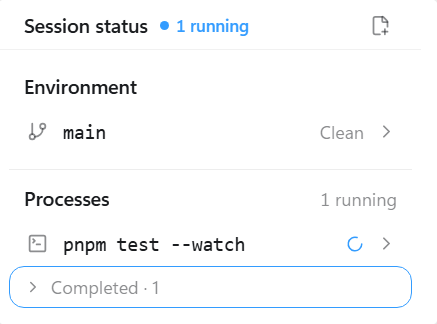 Session status 1 running
Environment
main Clean
Processes 1 running
pnpm test --watch
Completed · 1